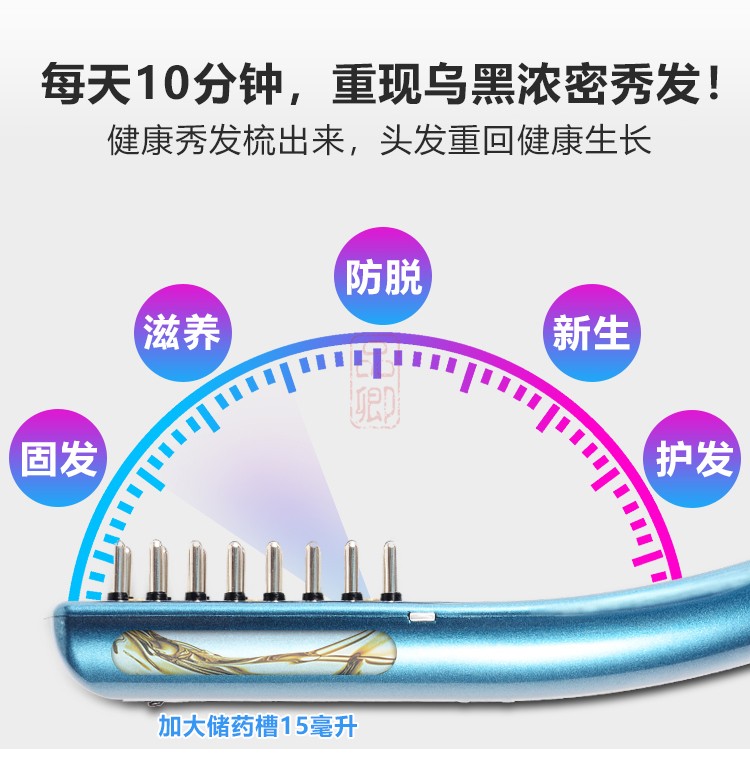 每天10分钟，重现乌黑浓密秀发！
健康秀发梳出来，头发重回健康生长
防脱
滋养
新生
固发
护发
加大储药槽15毫升